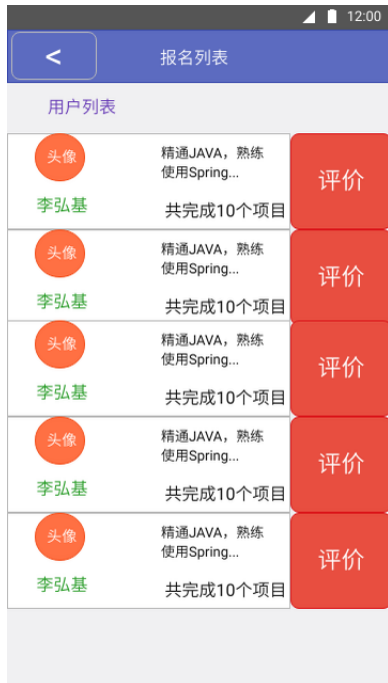 12:00
< 报名列表
用户列表
头像
精通JAVA，熟练
使用Spring...
李弘基
共完成10个项目
评价
头像
精通JAVA，熟练
使用Spring...
李弘基
共完成10个项目
评价
头像
精通JAVA，熟练
使用Spring...
李弘基
共完成10个项目
评价
头像
精通JAVA，熟练
使用Spring...
李弘基
共完成10个项目
评价
头像
精通JAVA，熟练
使用Spring...
李弘基
共完成10个项目
评价